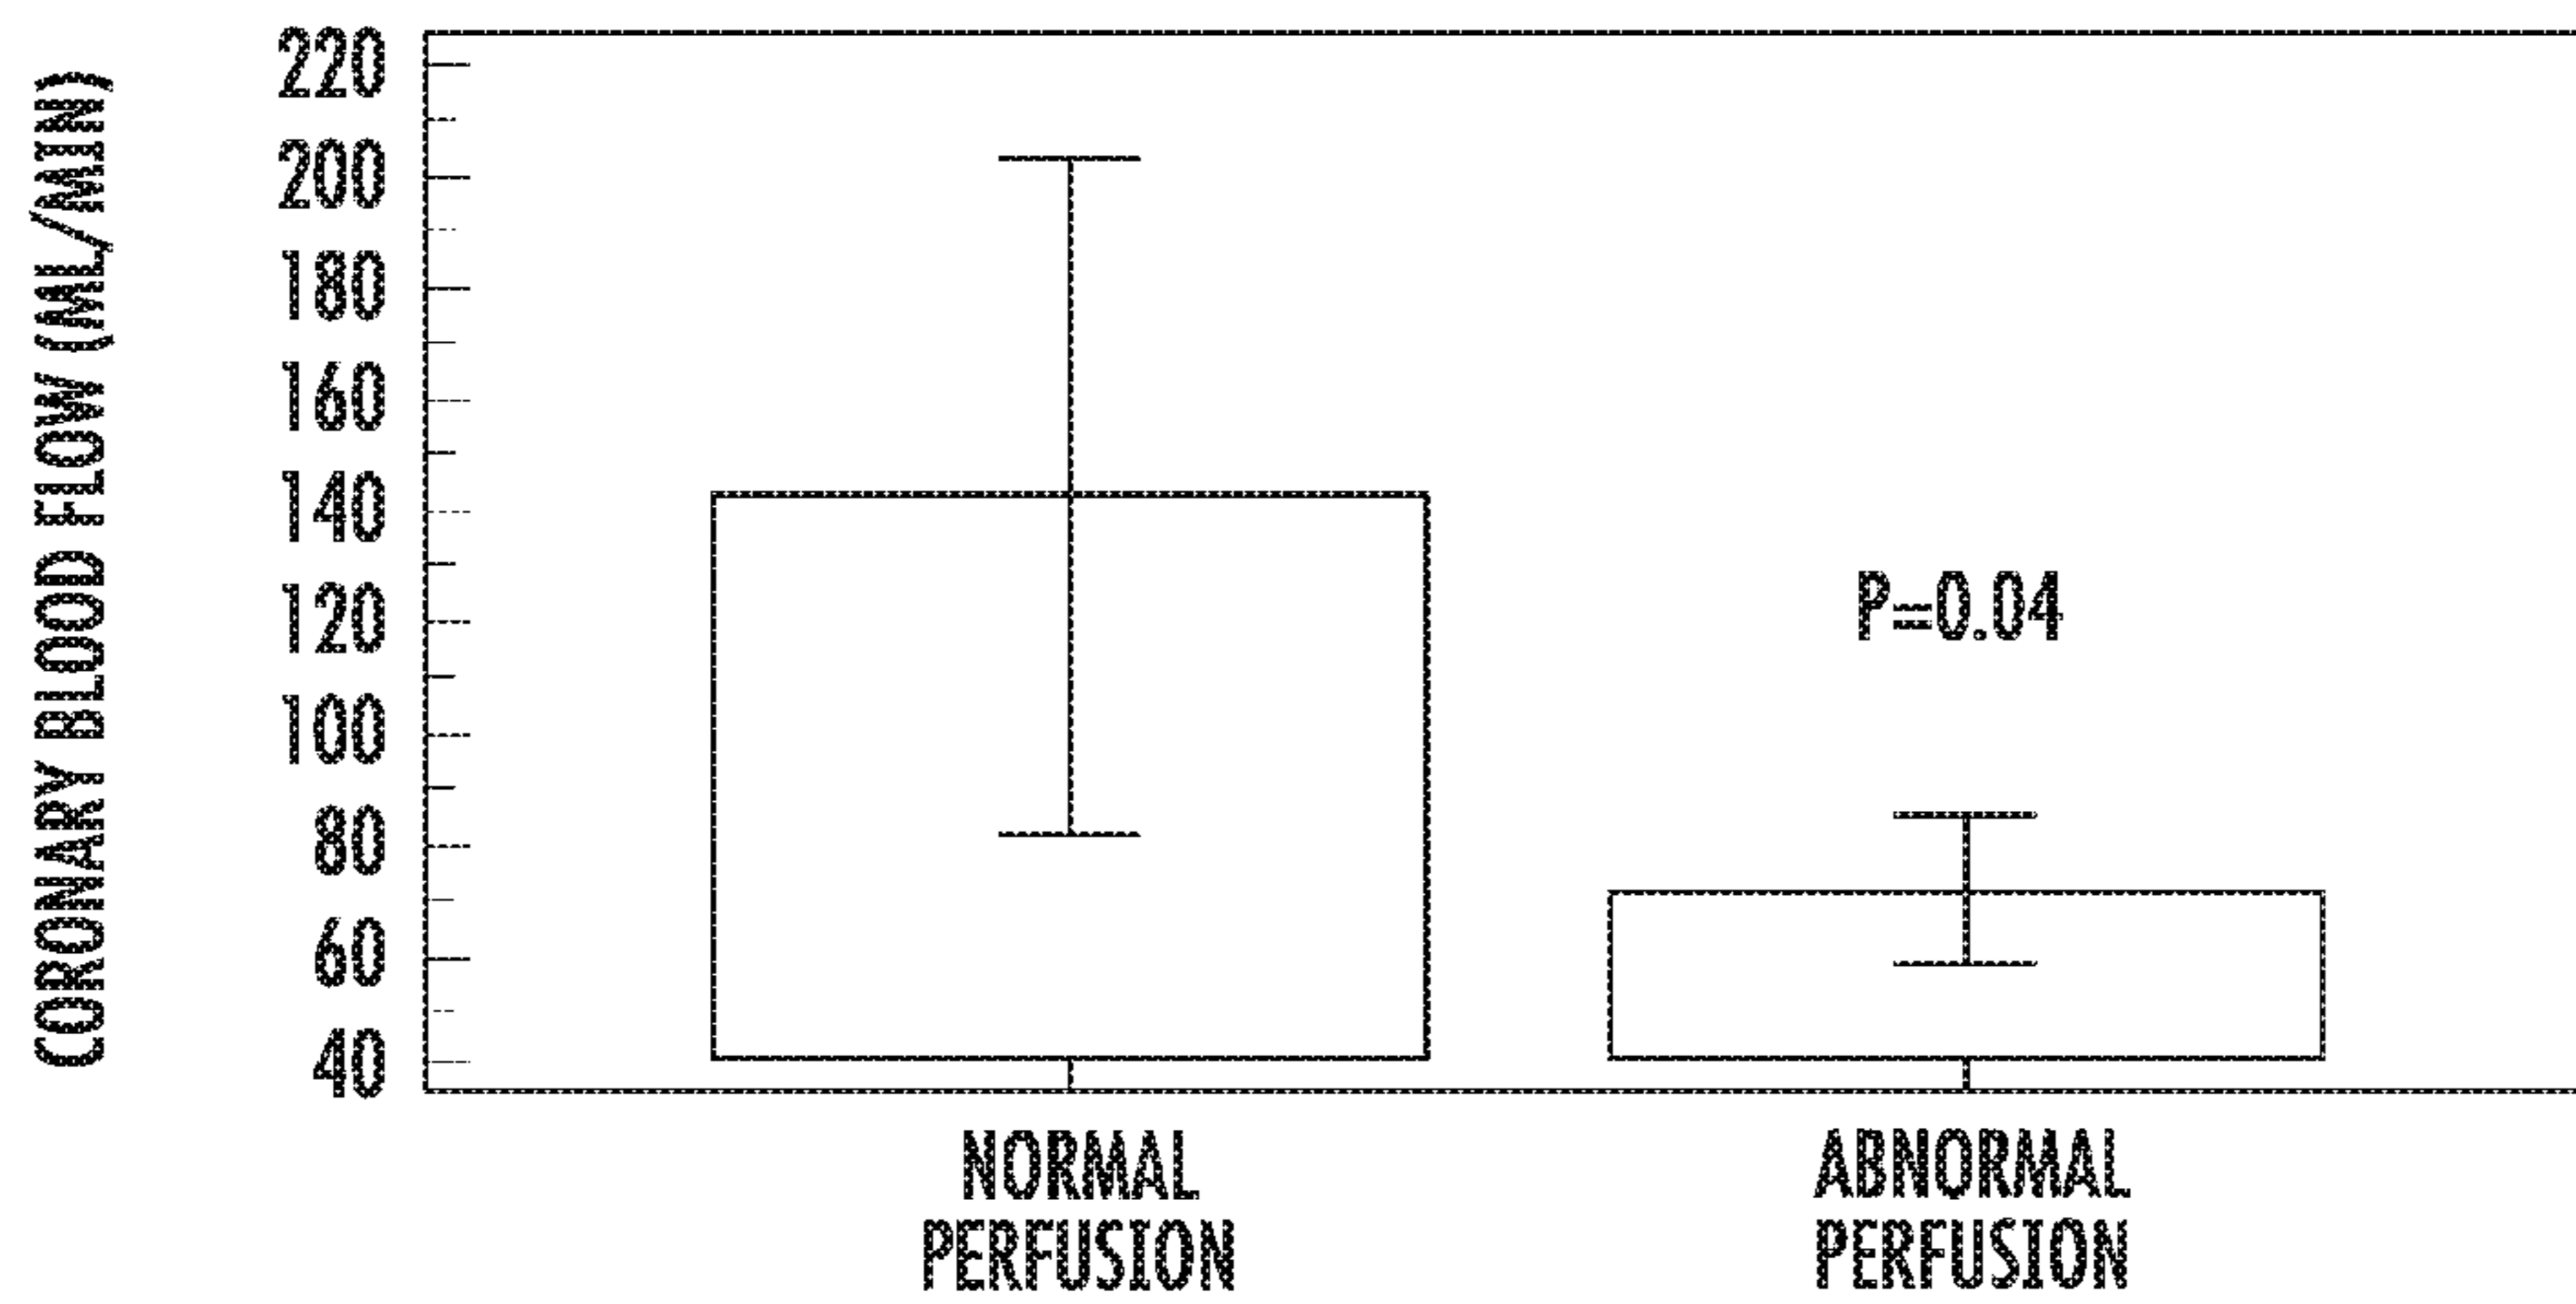 CORONARY BLOOD FLOW (ML/MIN)
220
200
180
160
140
120
100
80
60
40
P=0.04
NORMAL
PERFUSION
ABNORMAL
PERFUSION